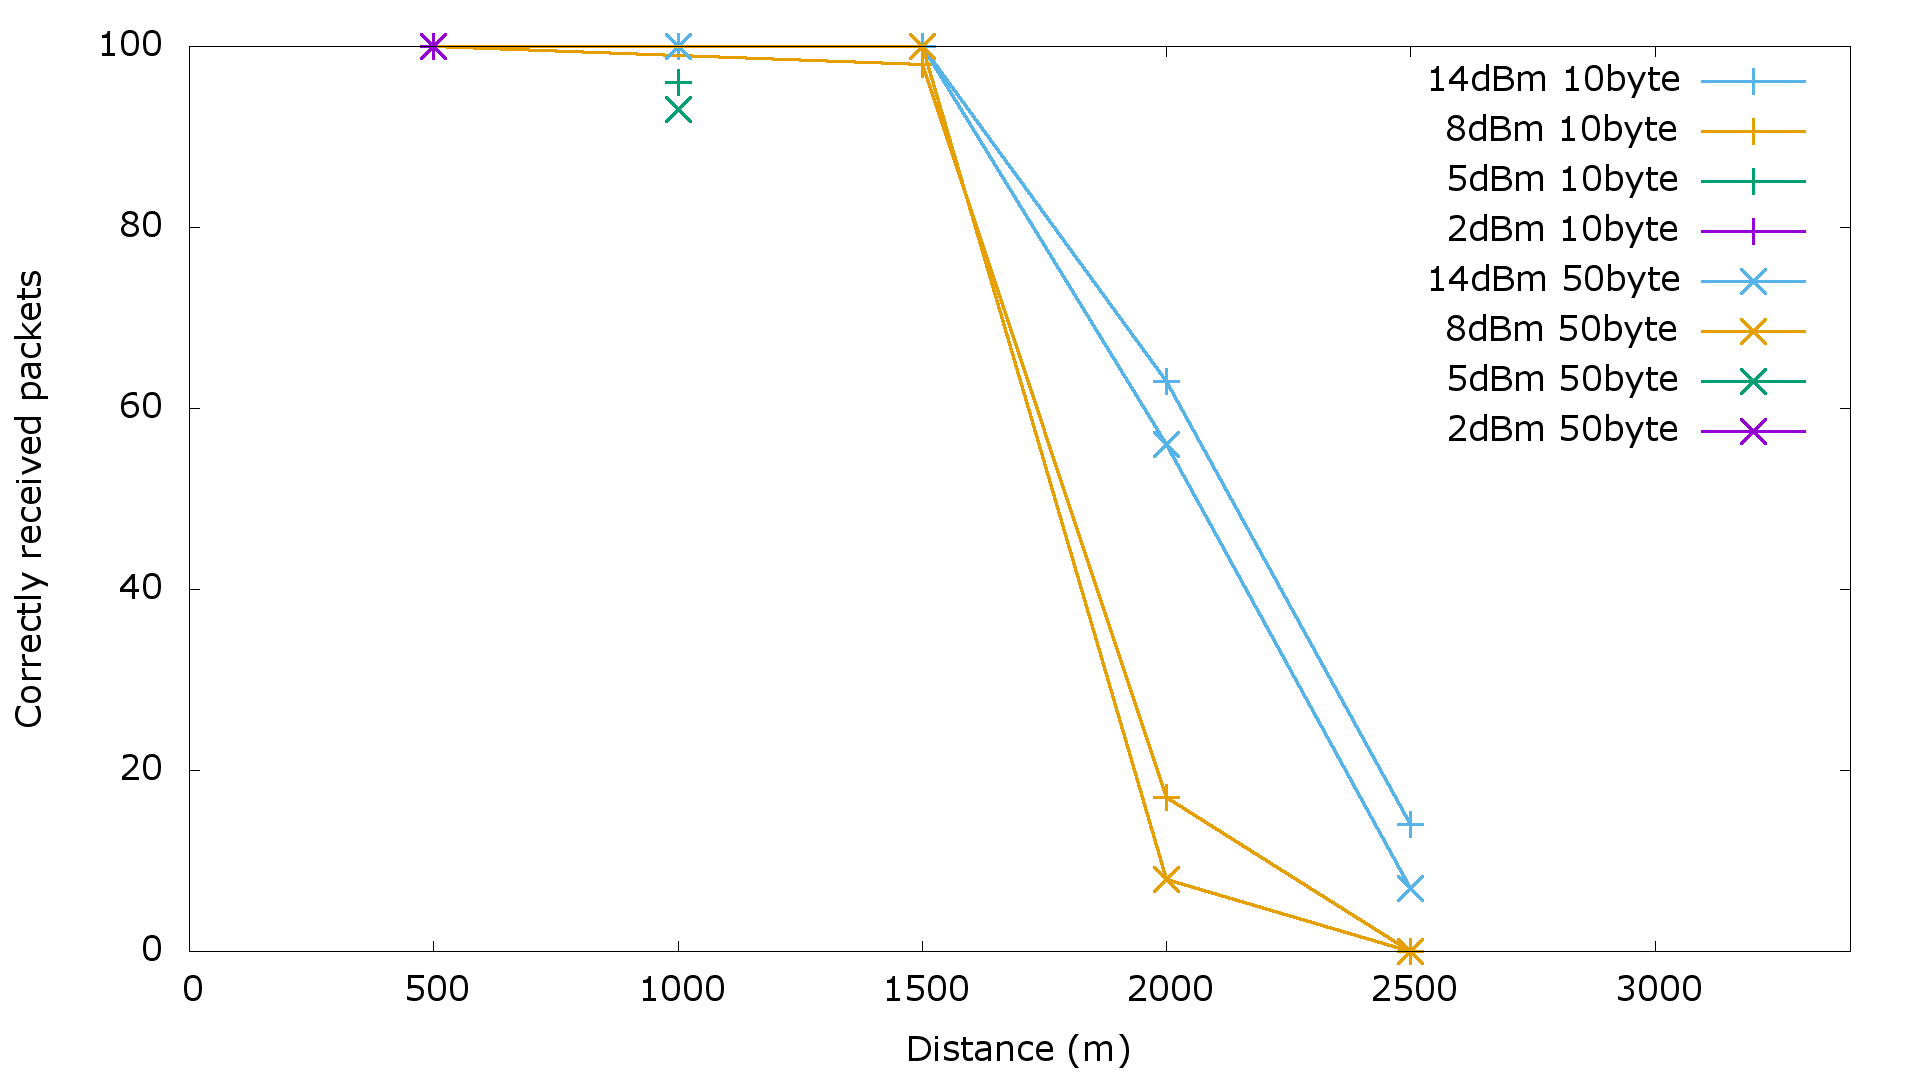 Correctly received packets
100
80
60
40
20
0
0 500 1000 1500 2000 2500 3000
Distance (m)
14dBm 10byte
8dBm 10byte
5dBm 10byte
2dBm 10byte
14dBm 50byte
8dBm 50byte
5dBm 50byte
2dBm 50byte